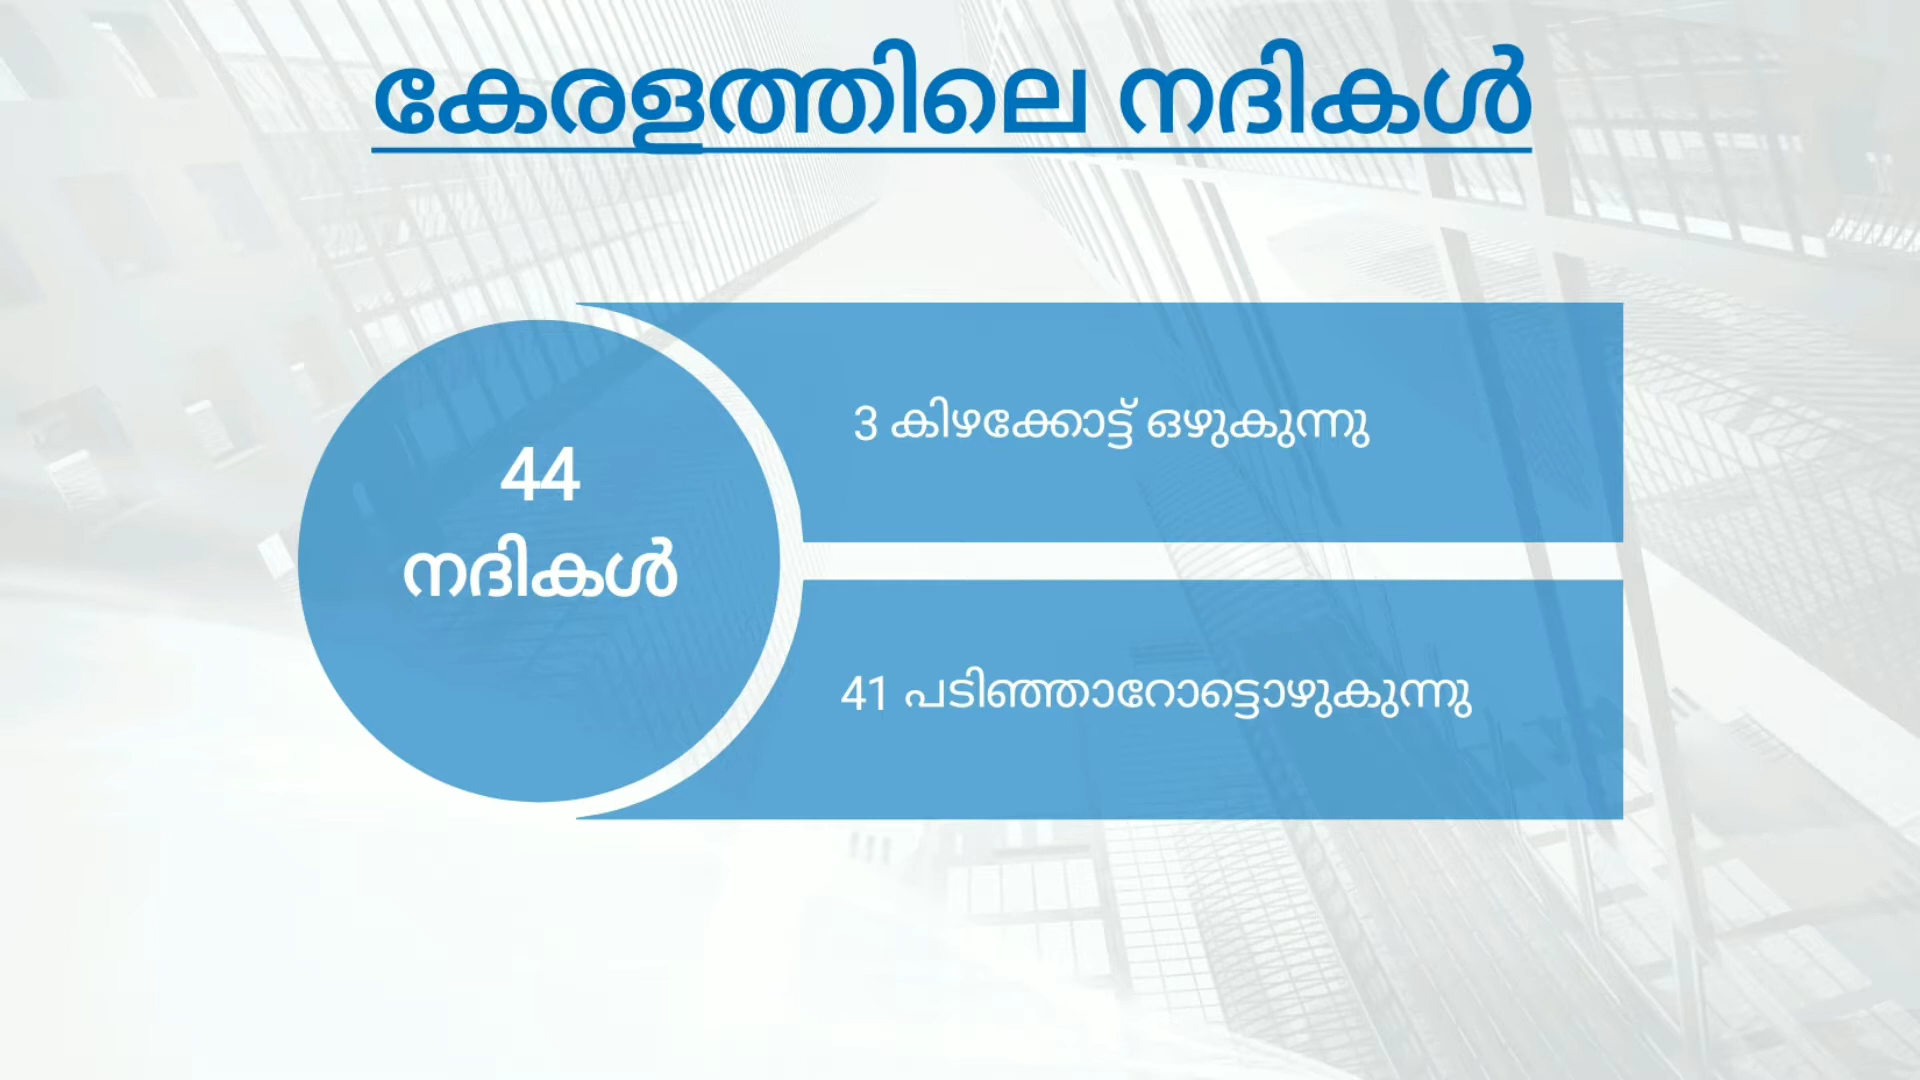 കേരളത്തിലെ നദികൾ
44
നദികൾ
3 കിഴക്കോട്ട് ഒഴുകുന്നു
41 പടിഞ്ഞാറോട്ടൊഴുകുന്നു